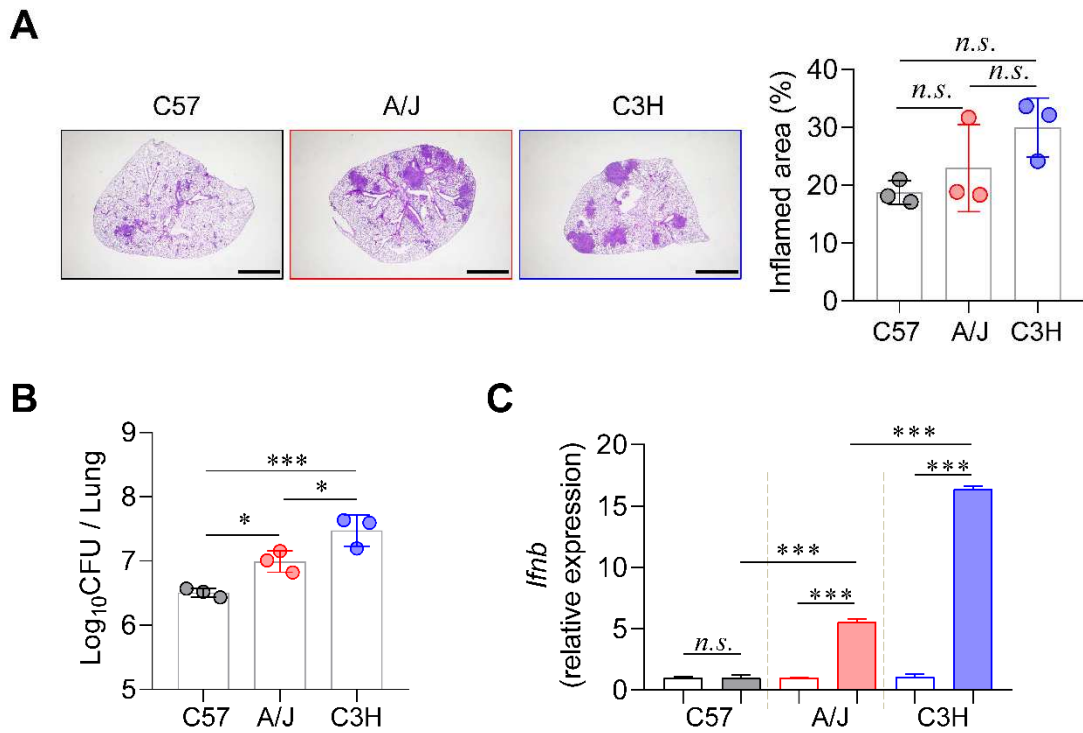 A
C57
A/J
C3H
Inflamed area (%)
40
30
20
10
0
n.s.
n.s.
n.s.
C57
A/J
C3H
B
Log10CFU / Lung
9
8
7
6
5
***
*
*
C57
A/J
C3H
C
Ifnb
(relative expression)
20
15
10
5
0
n.s.
***
***
***
***
C57
A/J
C3H